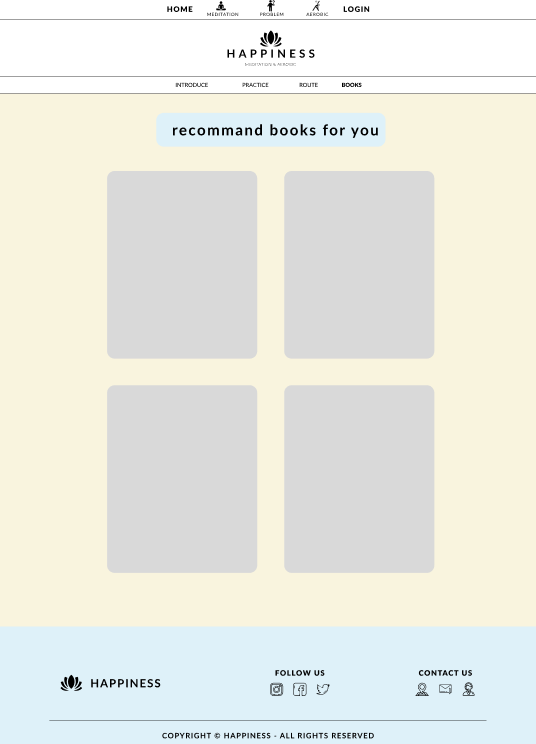 HOME MEDITATION PROBLEM AEROBIC LOGIN
HAPPINESS
MEDITATION & AEROBIC
INTRODUCE PRACTICE ROUTE BOOKS
recommand books for you
HAPPINESS
FOLLOW US
CONTACT US
COPYRIGHT © HAPPINESS - ALL RIGHTS RESERVED